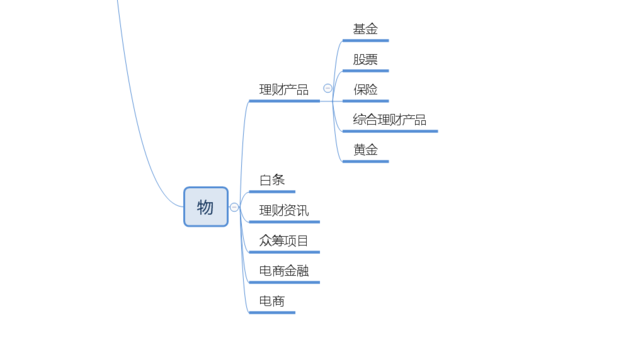 物
理财产品
基金
股票
保险
综合理财产品
黄金
白条
理财资讯
众筹项目
电商金融
电商